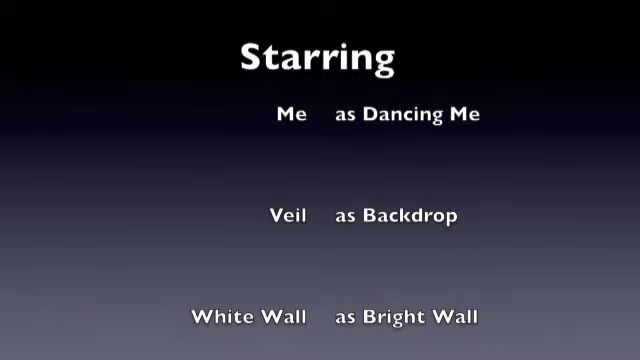 Starring
Me as Dancing Me
Veil as Backdrop
White Wall as Bright Wall